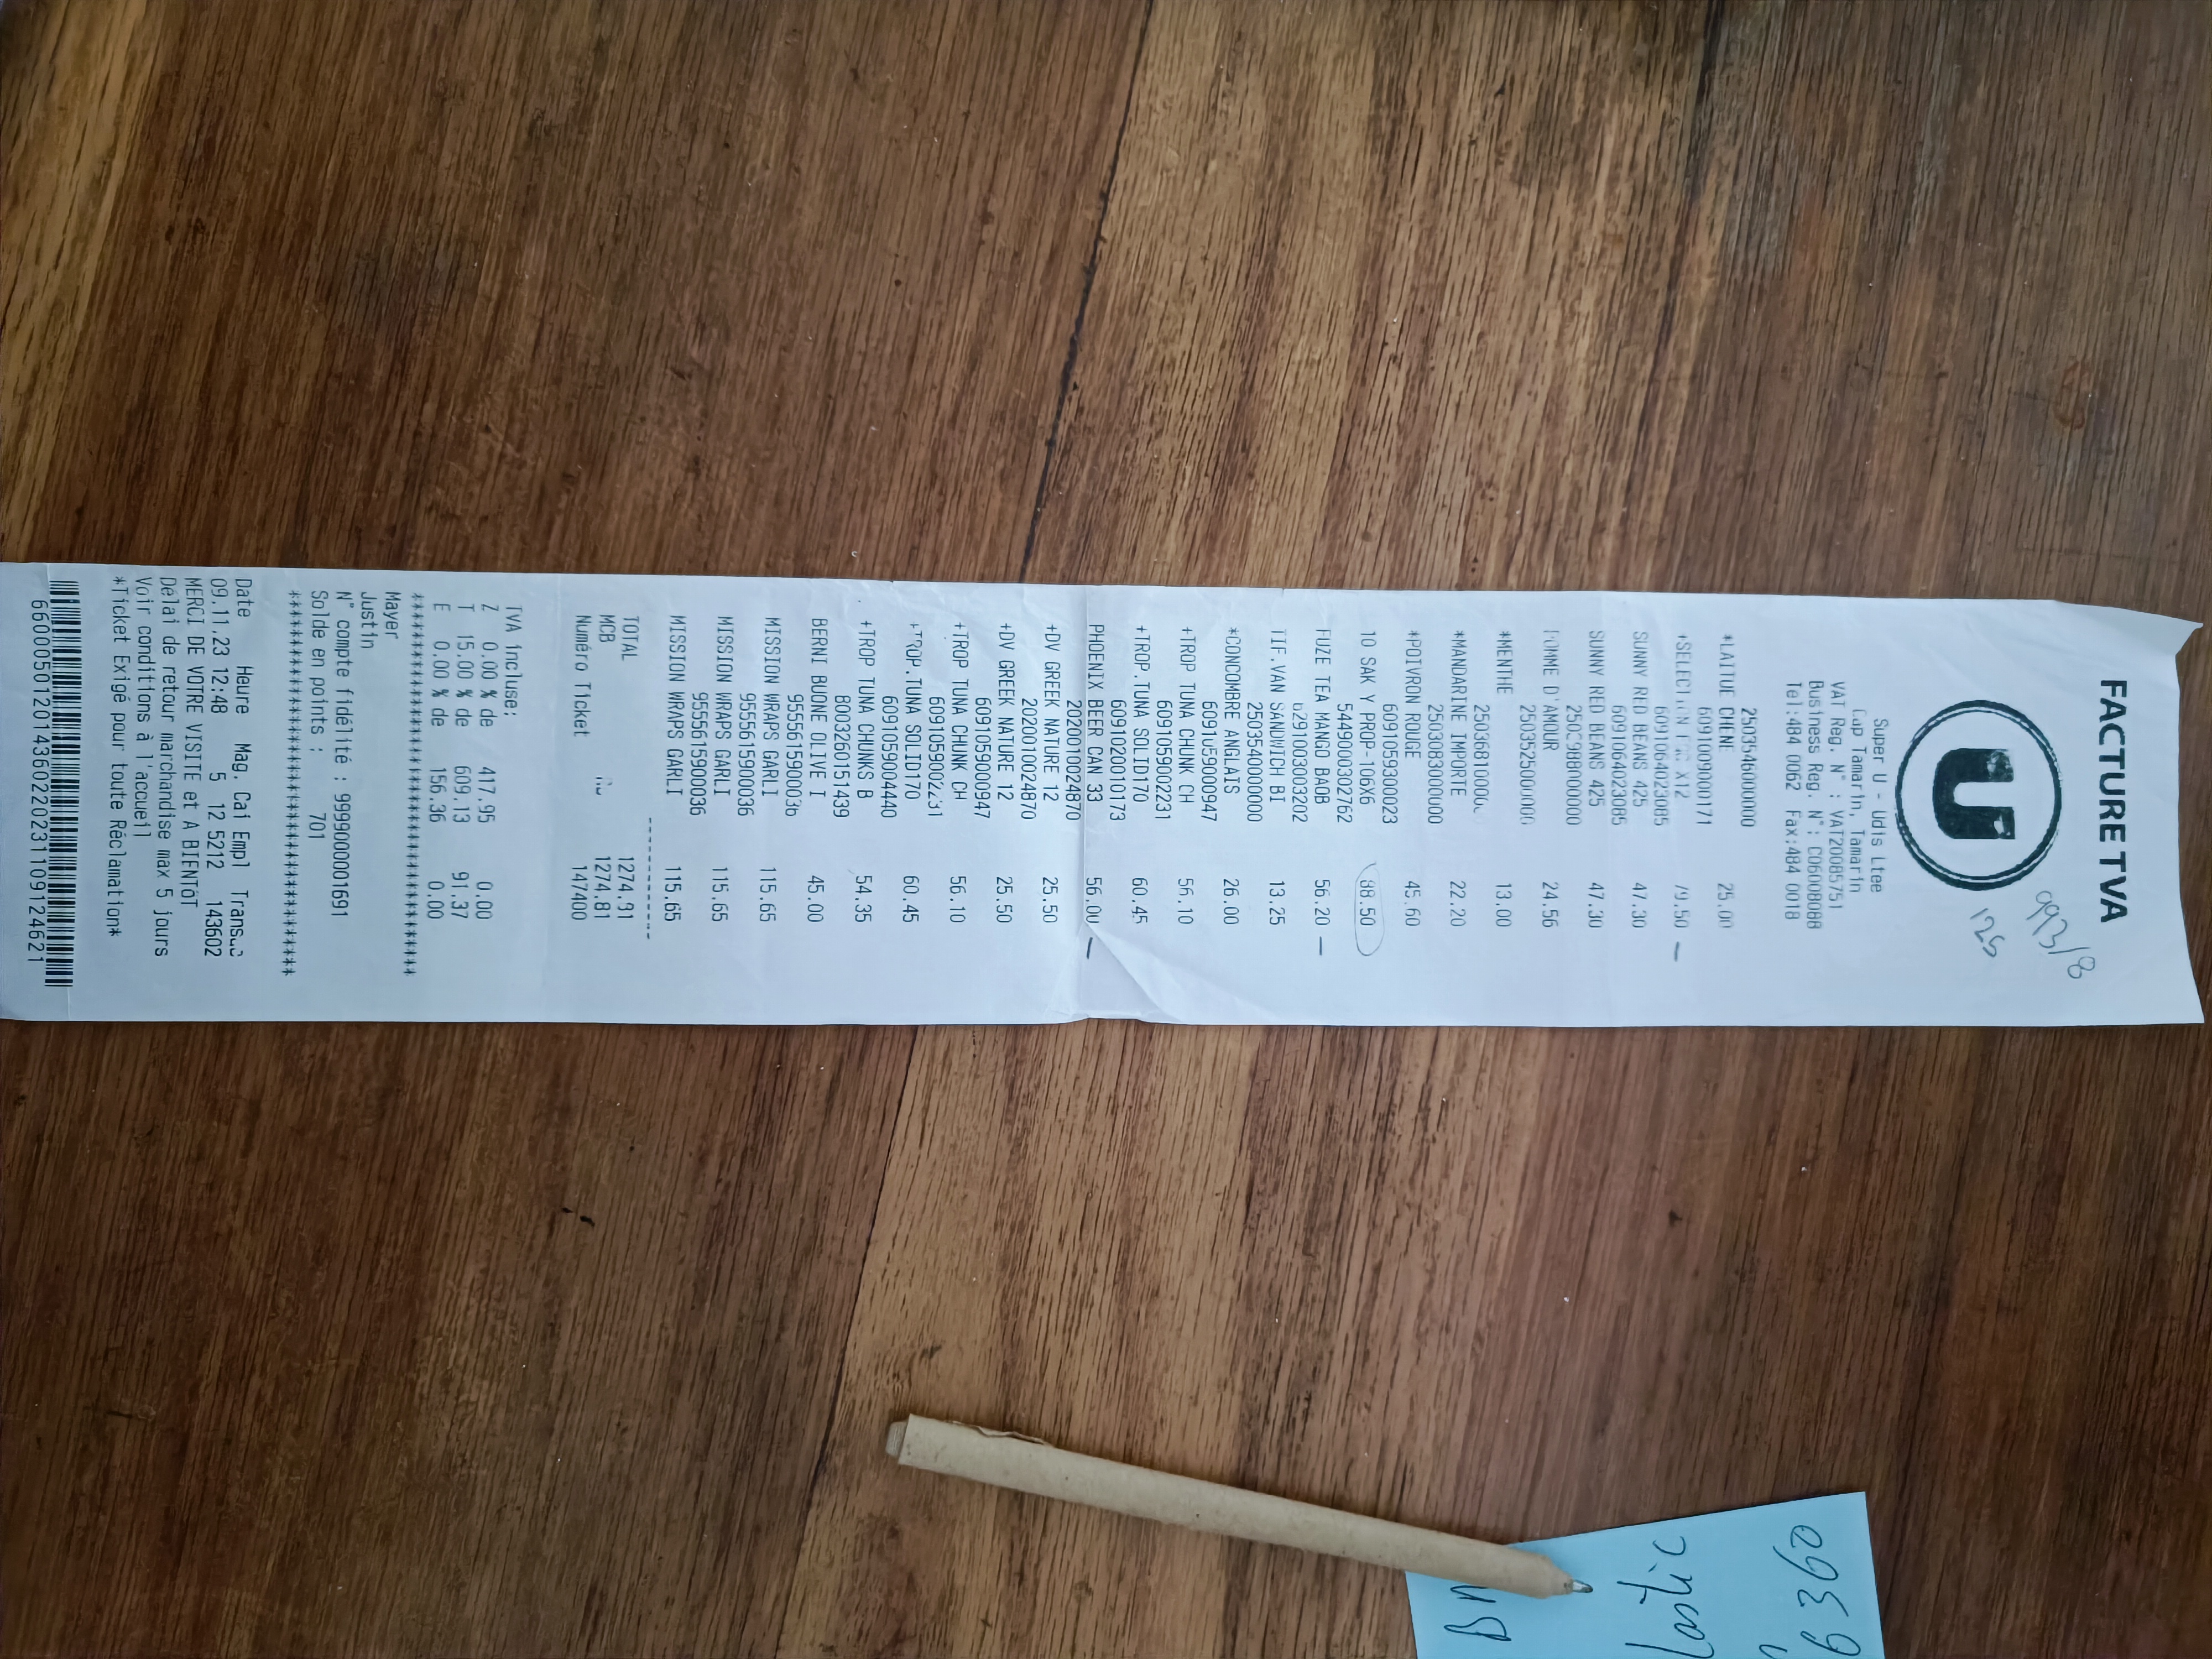 FACTURE TVA
993/8
125
U
Super U - Udis Ltee
Cap Tamarin, Tamarin
VAT Reg. N° : VAT20085751
Business Reg. N°: C06008088
Tel:484 0062 Fax:484 0018
2503546000000
*LAITUE CHENE 25.00
6091009000171
+SELECTION X12 79.50 —
6091064023085
SUNNY RED BEANS 425 47.30
6091064023085
SUNNY RED BEANS 425 47.30
2502988000000
POMME D'AMOUR 24.56
2503525000000
*MENTHE 13.00
*MANDARINE IMPORTE 22.20
2503083000000
*POIVRON ROUGE 45.60
6091059300023
10 SAK Y PROP-106X6 88.50
5449000302762
FUZE TEA MANGO BAOB 56.20 —
6291003003202
TIF.VAN SANDWICH BI 13.25
2503540000000
*CONCOMBRE ANGLAIS 26.00
6091059000947
+TROP TUNA CHUNK CH 56.10
6091059002231
+TROP.TUNA SOLID170 60.45
6091020010173
PHOENIX BEER CAN 33 56.00 —
2020010024870
+DV GREEK NATURE 12 25.50
2020010024870
+DV GREEK NATURE 12 25.50
6091059000947
+TROP TUNA CHUNK CH 56.10
6091059002231
+TROP.TUNA SOLID170 60.45
6091059004440
+TROP TUNA CHUNKS B 54.35
8003260151439
BERNI BUONE OLIVE I 45.00
9555615900036
MISSION WRAPS GARLI 115.65
9555615900036
MISSION WRAPS GARLI 115.65
9555615900036
MISSION WRAPS GARLI 115.65
--------------
TOTAL 1274.91
MCB 1274.81
Numéro Ticket 147400
TVA incluse:
Z 0.00 % de 417.95 0.00
T 15.00 % de 609.13 91.37
E 0.00 % de 156.36 0.00
****************************************
Mayer
Justin
N° compte fidélité : 9999000001691
Solde en points : 701
****************************************
Date Heure Mag. Cai Empl Trans.
09.11.23 12:48 5 12 5212 143602
MERCI DE VOTRE VISITE et A BIENTôT
Délai de retour marchandise max 5 jours
Voir conditions à l'accueil
*Ticket Exigé pour toute Réclamation*
6600050120143602202311091​24621